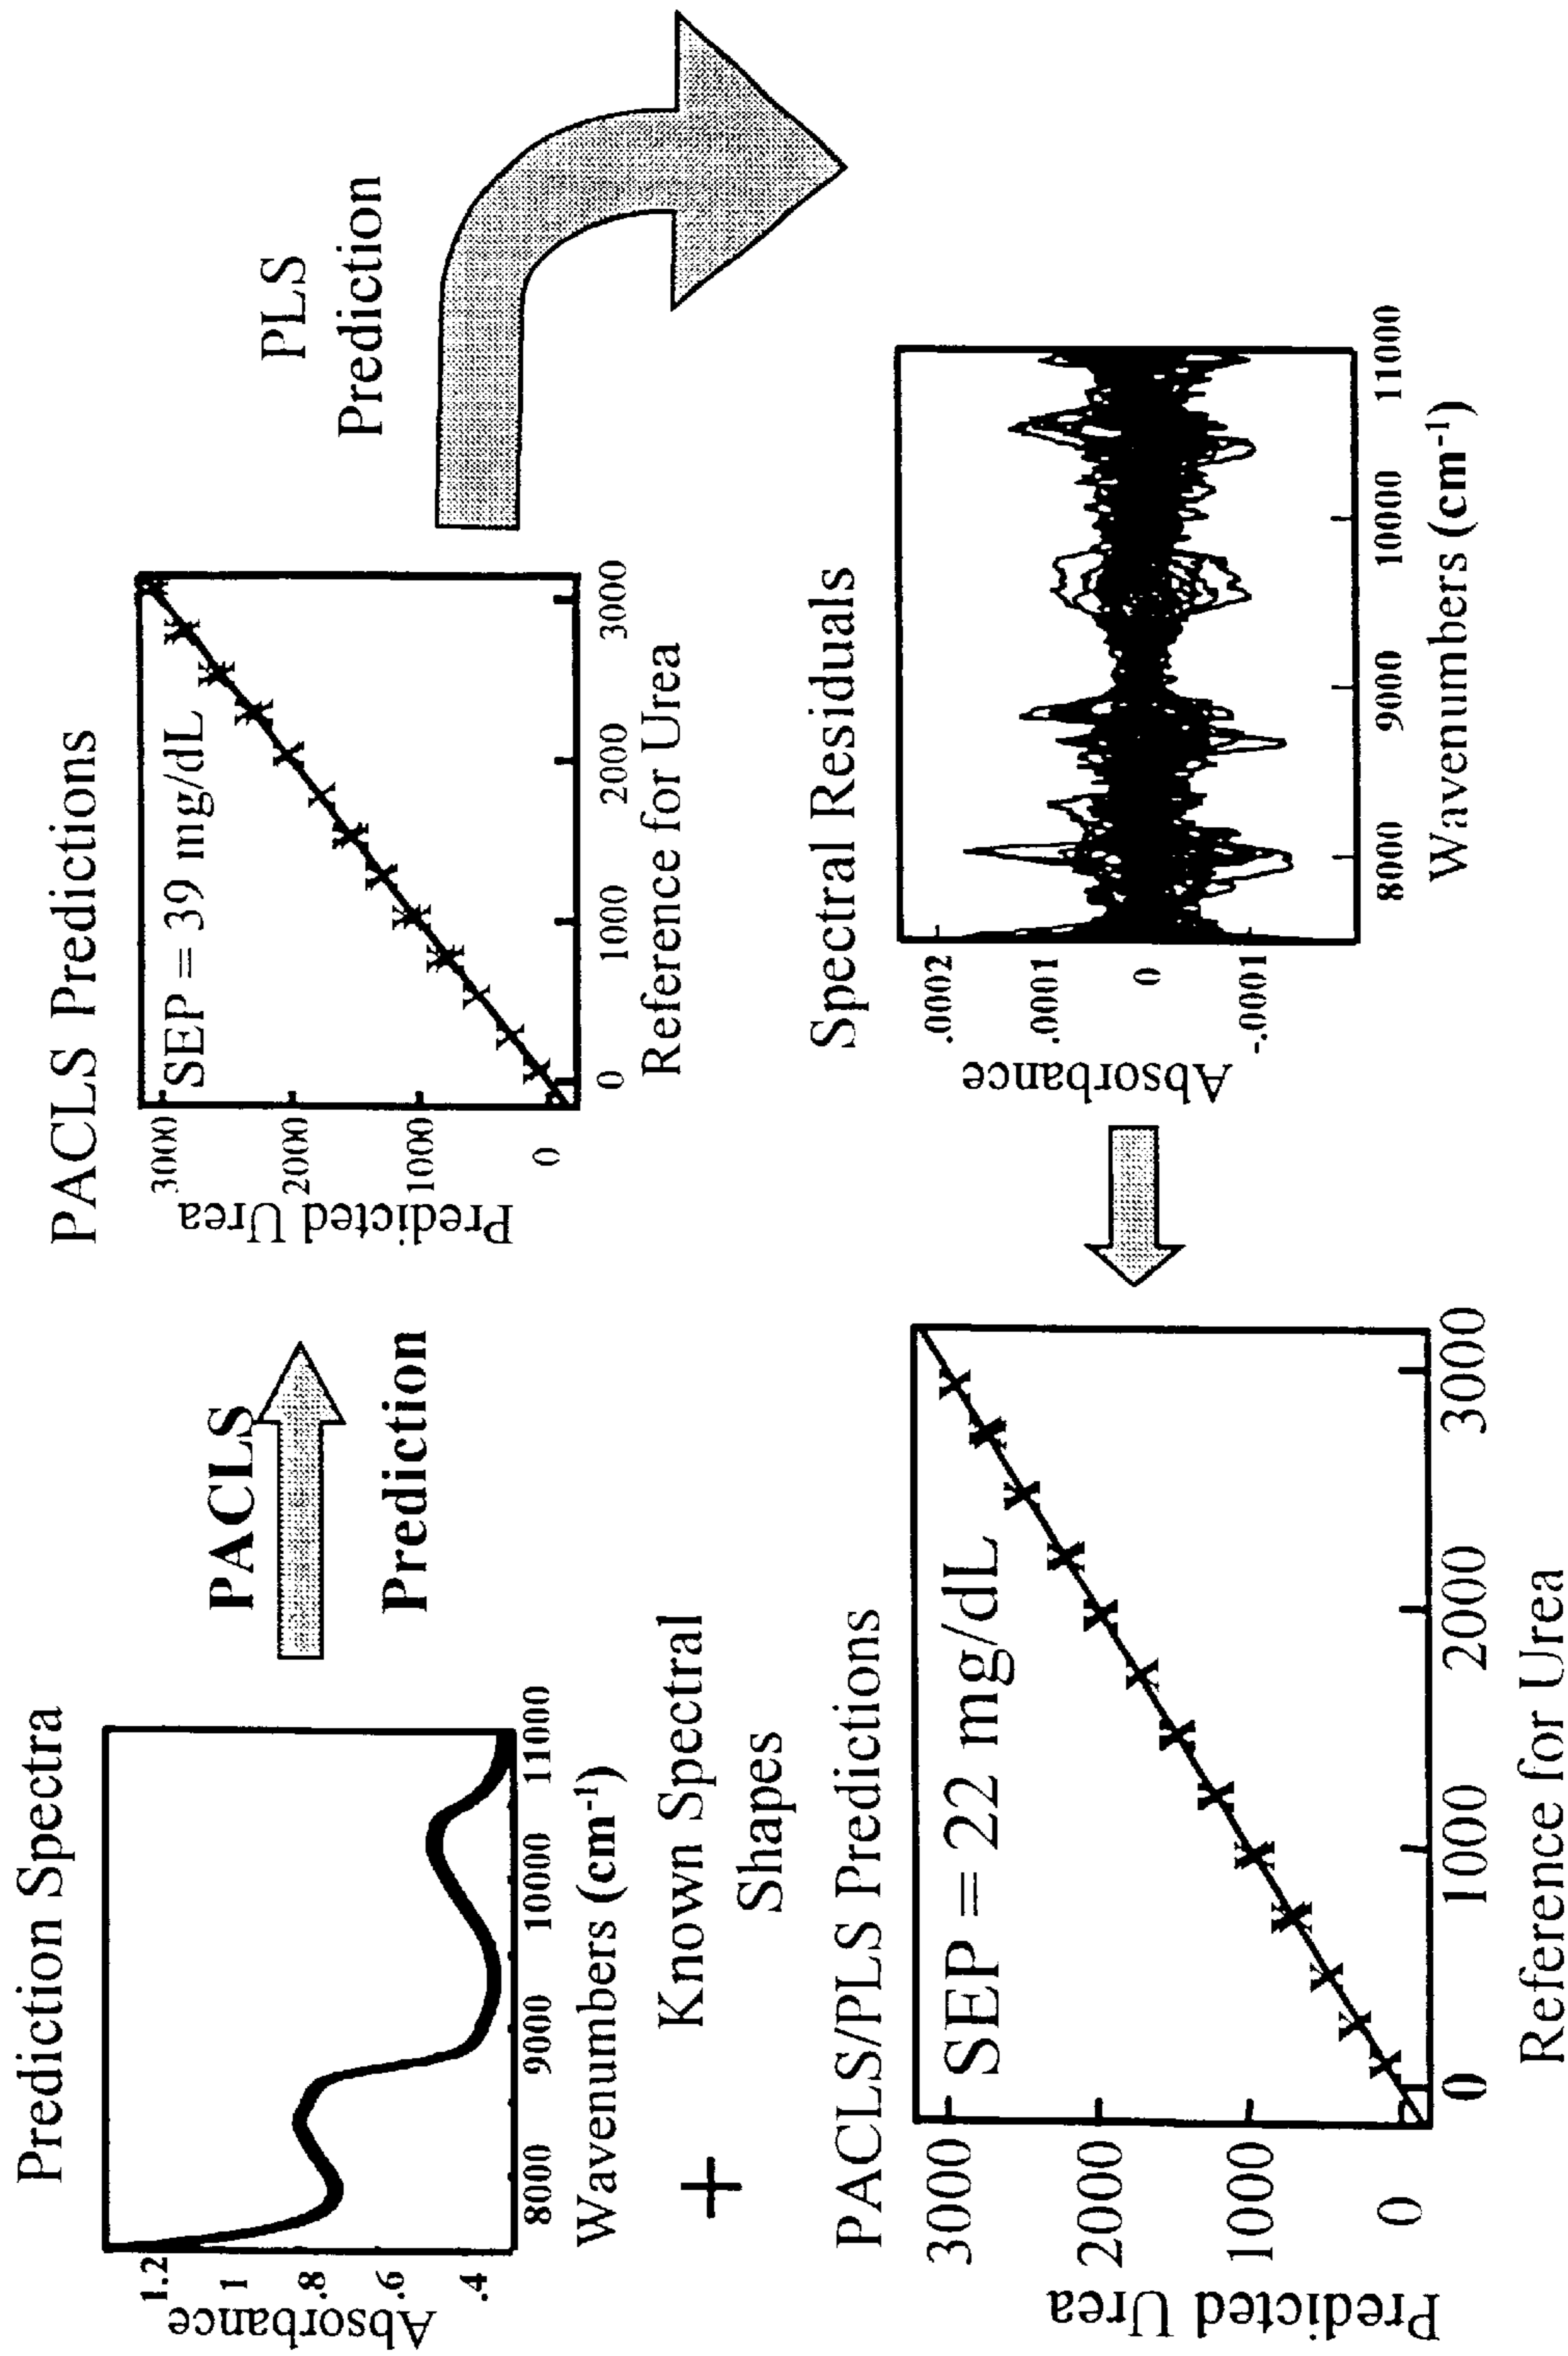 Prediction Spectra
Absorbance
1.2
1
.8
.6
.4
8000 9000 10000 11000
Wavenumbers (cm⁻¹)
+
Known Spectral
Shapes
PACLS
Prediction
PACLS Predictions
Predicted Urea
3000
2000
1000
0
SEP = 39 mg/dL
0 1000 2000 3000
Reference for Urea
PLS
Prediction
PACLS/PLS Predictions
Predicted Urea
3000
2000
1000
0
SEP = 22 mg/dL
0 1000 2000 3000
Reference for Urea
Spectral Residuals
Absorbance
.0002
.0001
0
-.0001
8000 9000 10000 11000
Wavenumbers (cm⁻¹)